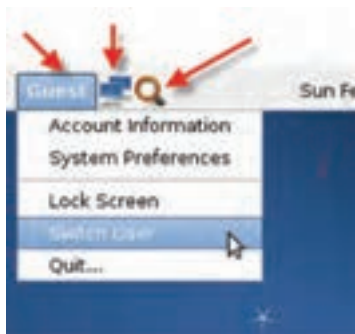 Guest
Sun Fe
Account Information
System Preferences
Lock Screen
Switch User
Quit...